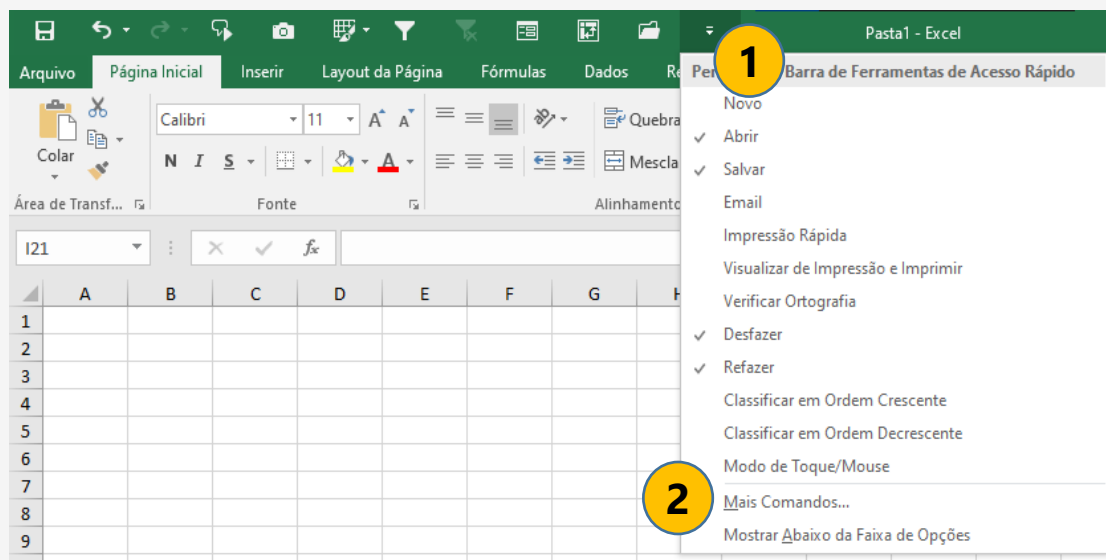 Pasta1 - Excel
Arquivo Página Inicial Inserir Layout da Página Fórmulas Dados
1
Barra de Ferramentas de Acesso Rápido
Novo
Abrir
Salvar
Email
Impressão Rápida
Visualizar de Impressão e Imprimir
Verificar Ortografia
Desfazer
Refazer
Classificar em Ordem Crescente
Classificar em Ordem Decrescente
Modo de Toque/Mouse
2
Mais Comandos...
Mostrar Abaixo da Faixa de Opções
Colar
Calibri 11 A A
Quebra
N I S A
Mescla
Área de Transf... Fonte Alinhamento
I21 fx
A B C D E F G
1
2
3
4
5
6
7
8
9